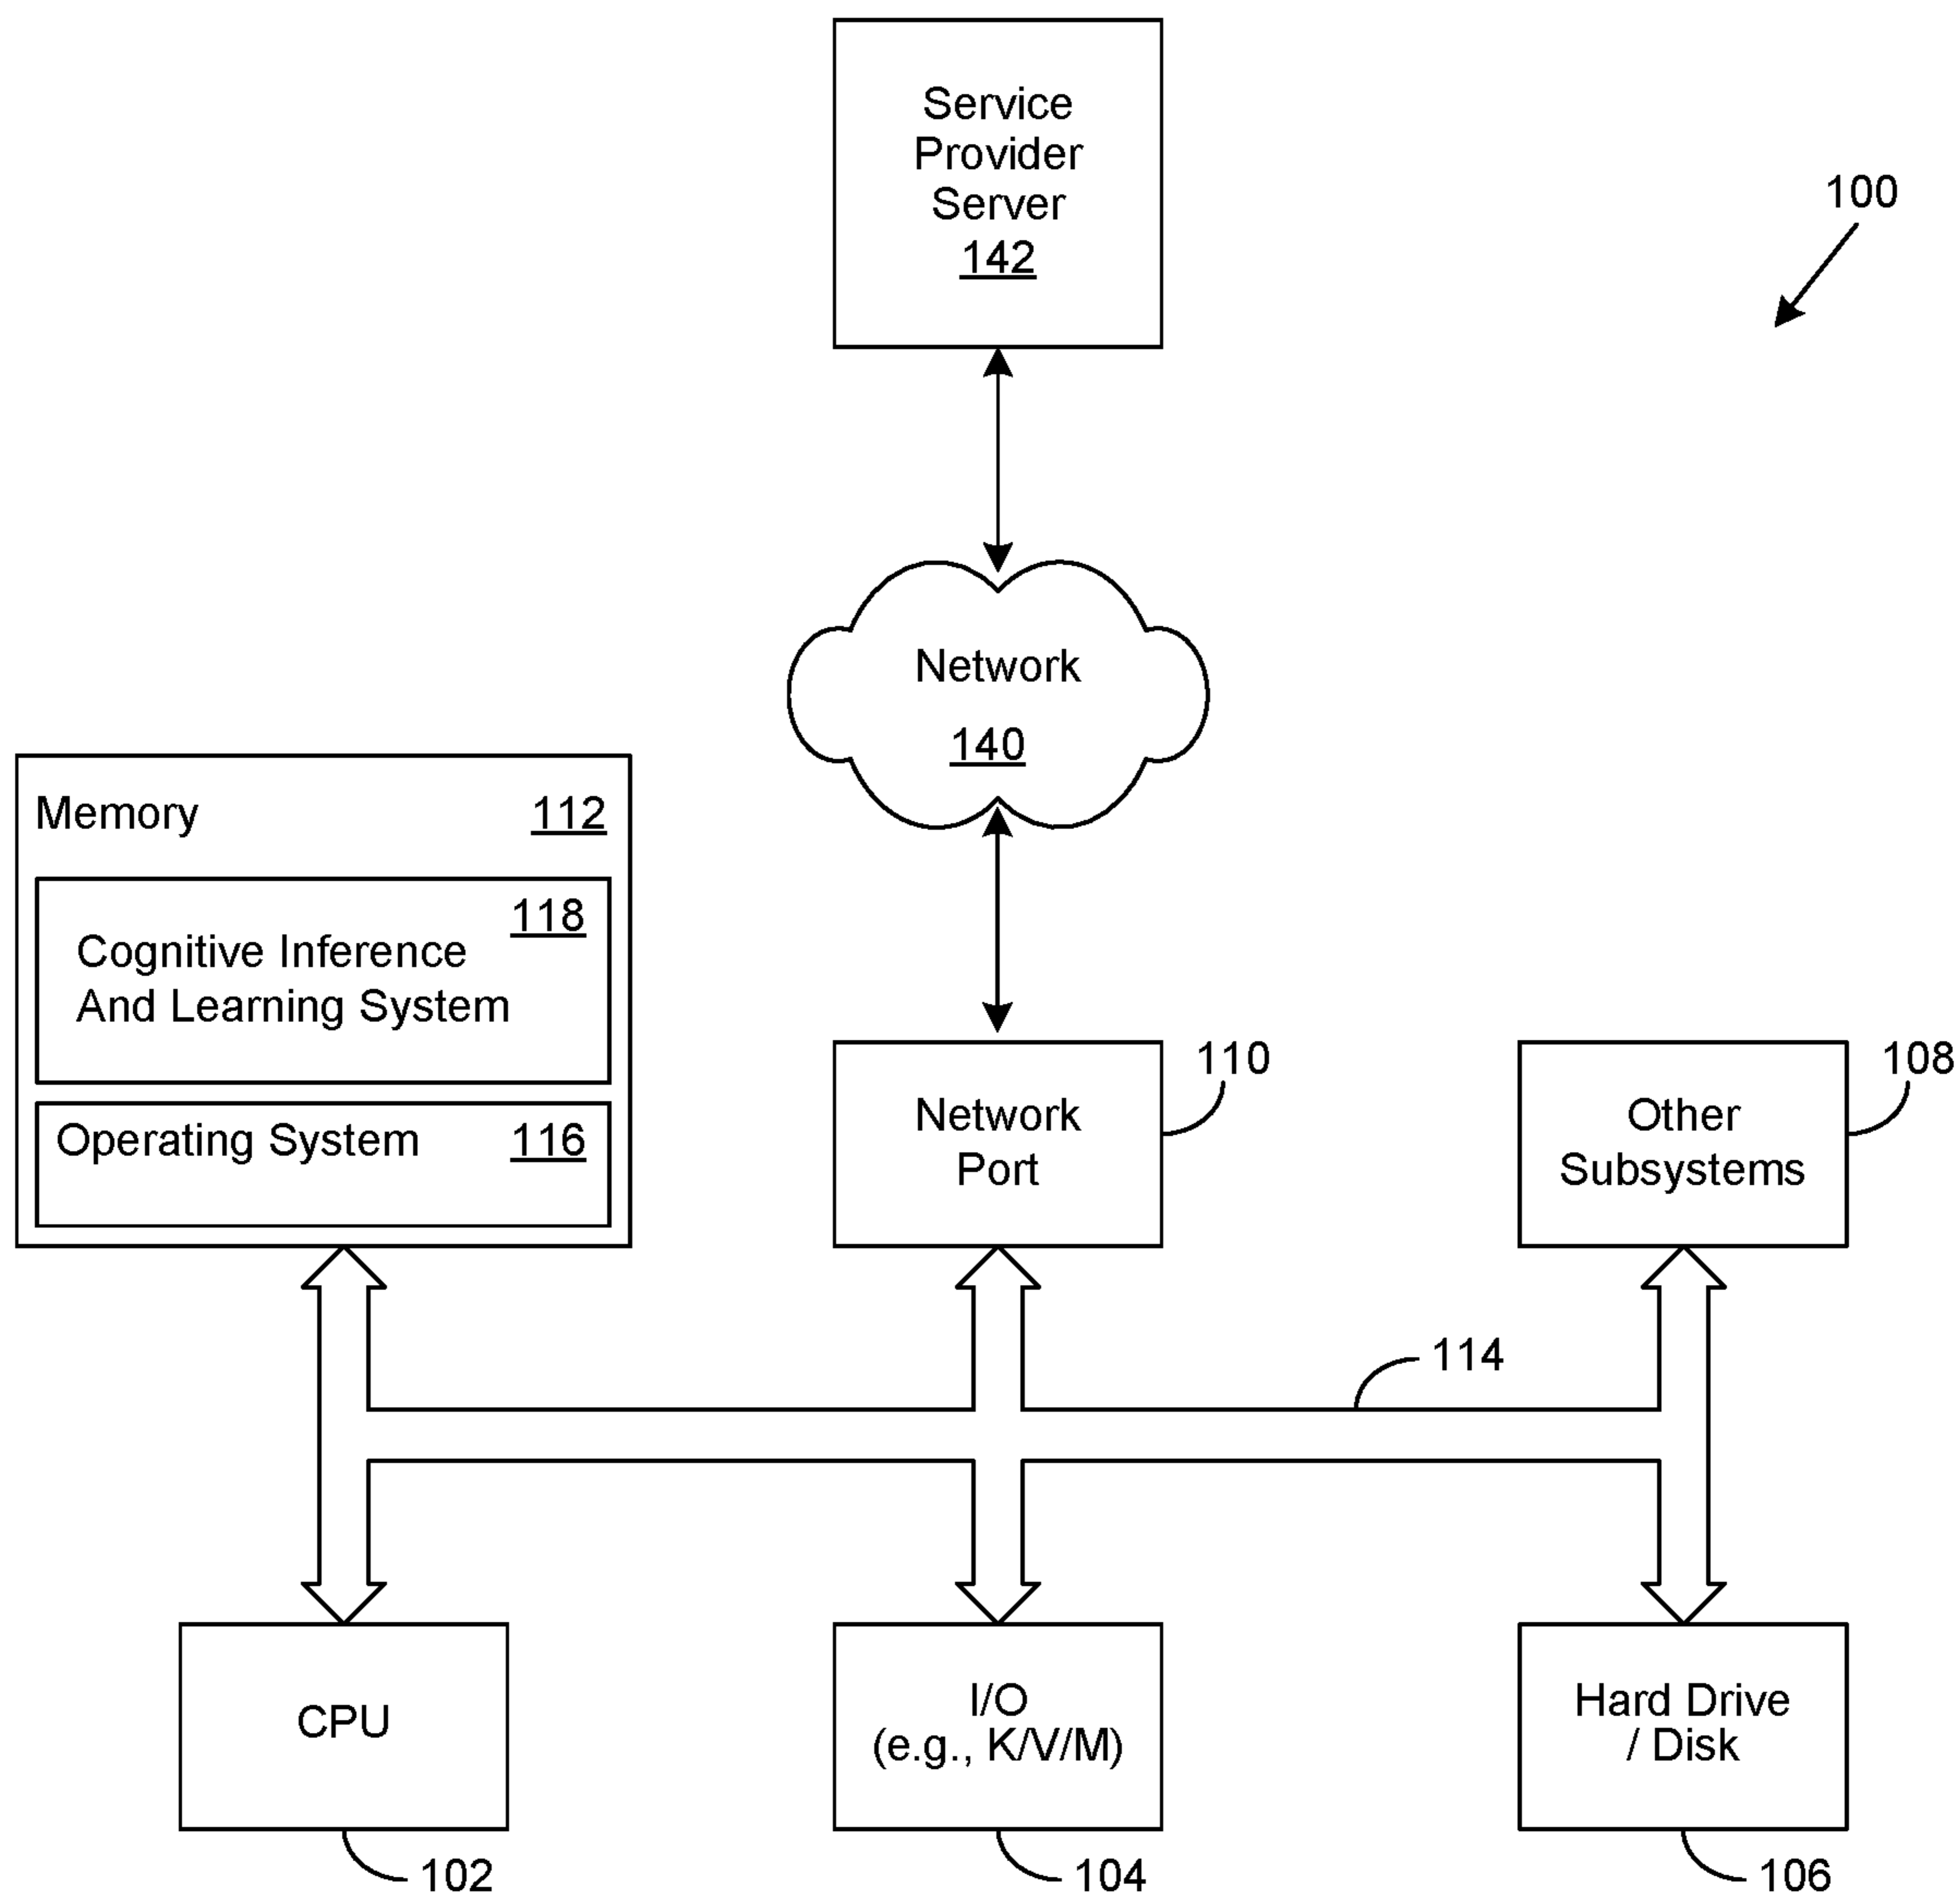 Service
Provider
Server
142
100
Network
140
Memory 112
118
Cognitive Inference
And Learning System
Operating System 116
Network
Port
110
Other
Subsystems
108
114
CPU
102
I/O
(e.g., K/V/M)
104
Hard Drive
/ Disk
106